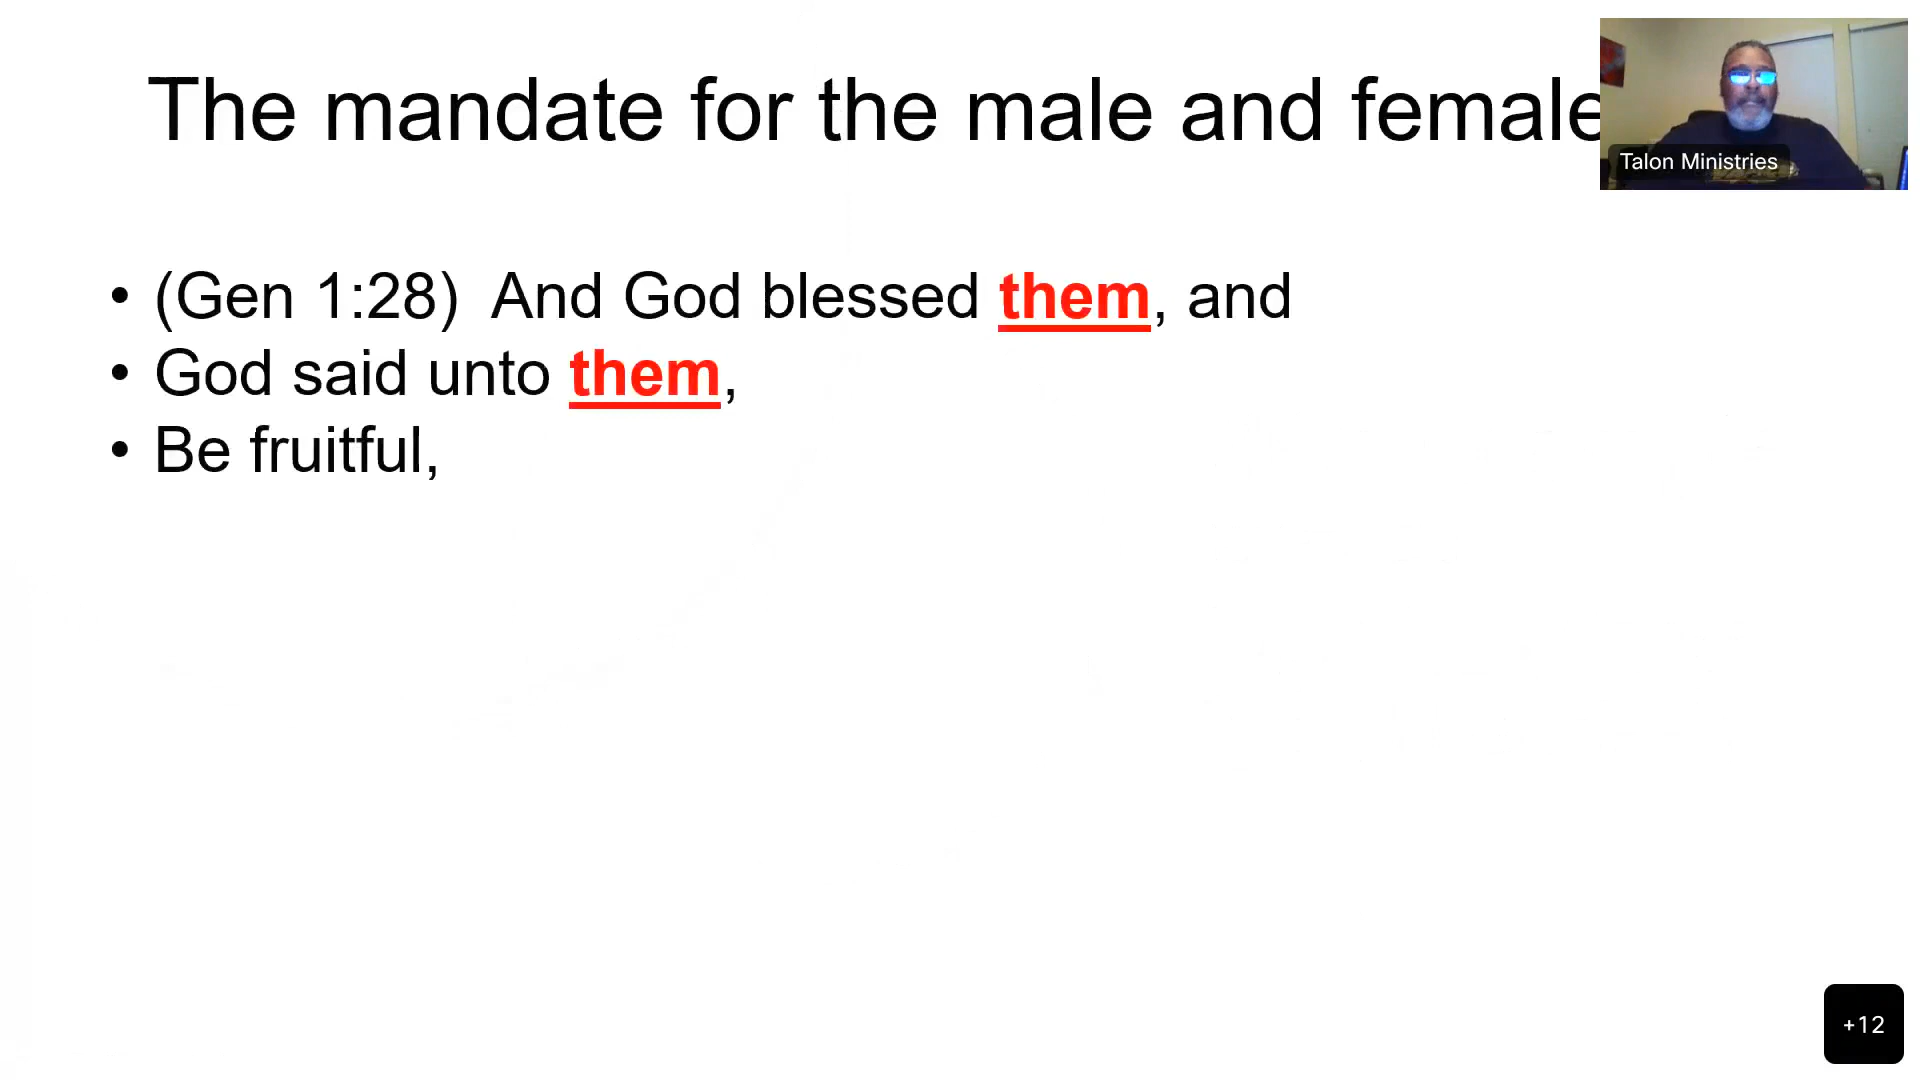 The mandate for the male and female
Talon Ministries
• (Gen 1:28)  And God blessed them, and
• God said unto them,
• Be fruitful,
+12